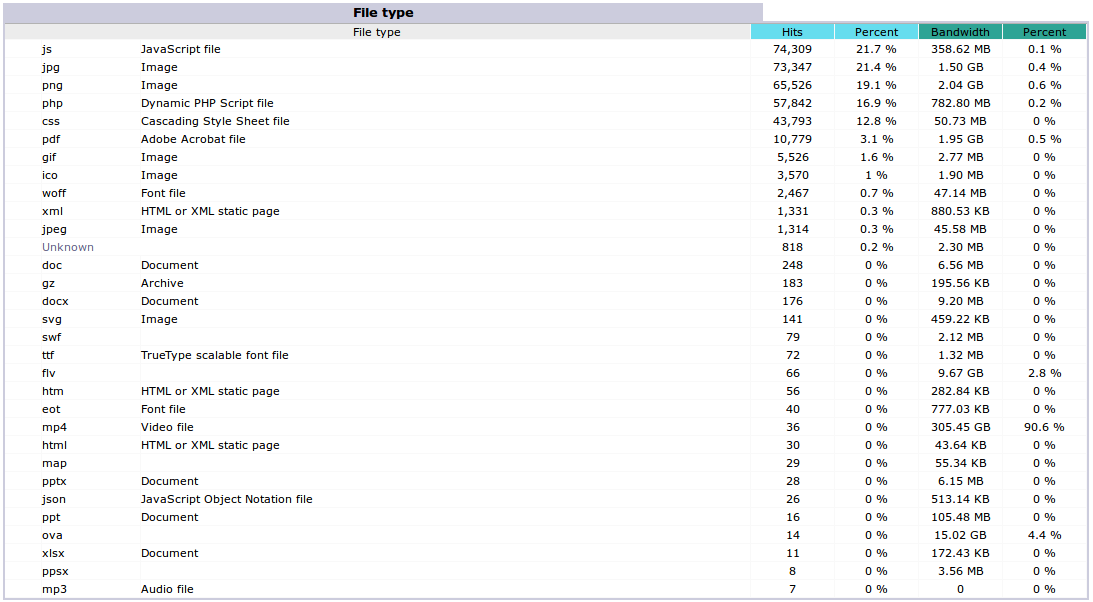 File type
File type Hits Percent Bandwidth Percent
js JavaScript file 74,309 21.7 % 358.62 MB 0.1 %
jpg Image 73,347 21.4 % 1.50 GB 0.4 %
png Image 65,526 19.1 % 2.04 GB 0.6 %
php Dynamic PHP Script file 57,842 16.9 % 782.80 MB 0.2 %
css Cascading Style Sheet file 43,793 12.8 % 50.73 MB 0 %
pdf Adobe Acrobat file 10,779 3.1 % 1.95 GB 0.5 %
gif Image 5,526 1.6 % 2.77 MB 0 %
ico Image 3,570 1 % 1.90 MB 0 %
woff Font file 2,467 0.7 % 47.14 MB 0 %
xml HTML or XML static page 1,331 0.3 % 880.53 KB 0 %
jpeg Image 1,314 0.3 % 45.58 MB 0 %
Unknown 818 0.2 % 2.30 MB 0 %
doc Document 248 0 % 6.56 MB 0 %
gz Archive 183 0 % 195.56 KB 0 %
docx Document 176 0 % 9.20 MB 0 %
svg Image 141 0 % 459.22 KB 0 %
swf 79 0 % 2.12 MB 0 %
ttf TrueType scalable font file 72 0 % 1.32 MB 0 %
flv 66 0 % 9.67 GB 2.8 %
htm HTML or XML static page 56 0 % 282.84 KB 0 %
eot Font file 40 0 % 777.03 KB 0 %
mp4 Video file 36 0 % 305.45 GB 90.6 %
html HTML or XML static page 30 0 % 43.64 KB 0 %
map 29 0 % 55.34 KB 0 %
pptx Document 28 0 % 6.15 MB 0 %
json JavaScript Object Notation file 26 0 % 513.14 KB 0 %
ppt Document 16 0 % 105.48 MB 0 %
ova 14 0 % 15.02 GB 4.4 %
xlsx Document 11 0 % 172.43 KB 0 %
ppsx 8 0 % 3.56 MB 0 %
mp3 Audio file 7 0 % 0 0 %